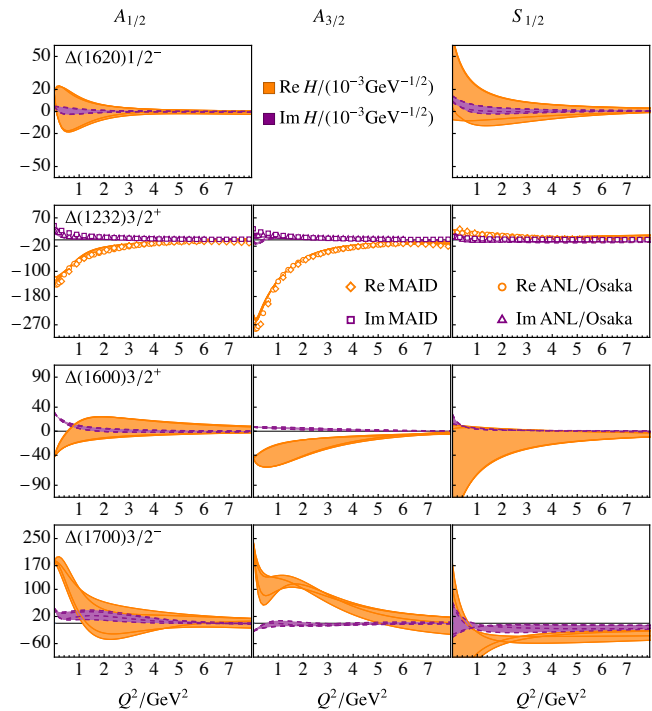 A1/2 A3/2 S1/2
Δ(1620)1/2−
50
20
0
−20
−50
Re H/(10−3GeV−1/2)
Im H/(10−3GeV−1/2)
1 2 3 4 5 6 7 1 2 3 4 5 6 7
Δ(1232)3/2+
70
−20
−100
−180
−270
Re MAID Re ANL/Osaka
Im MAID Im ANL/Osaka
1 2 3 4 5 6 7 1 2 3 4 5 6 7 1 2 3 4 5 6 7
Δ(1600)3/2+
90
40
0
−40
−90
1 2 3 4 5 6 7 1 2 3 4 5 6 7 1 2 3 4 5 6 7
Δ(1700)3/2−
250
170
100
20
−60
1 2 3 4 5 6 7 1 2 3 4 5 6 7 1 2 3 4 5 6 7
Q2/GeV2 Q2/GeV2 Q2/GeV2